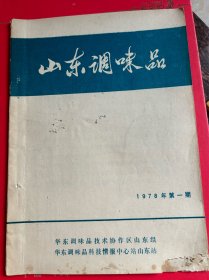 山东调味品
1978年第一期
华东调味品技术协作区山东组
华东调味品科技情报中心站山东站